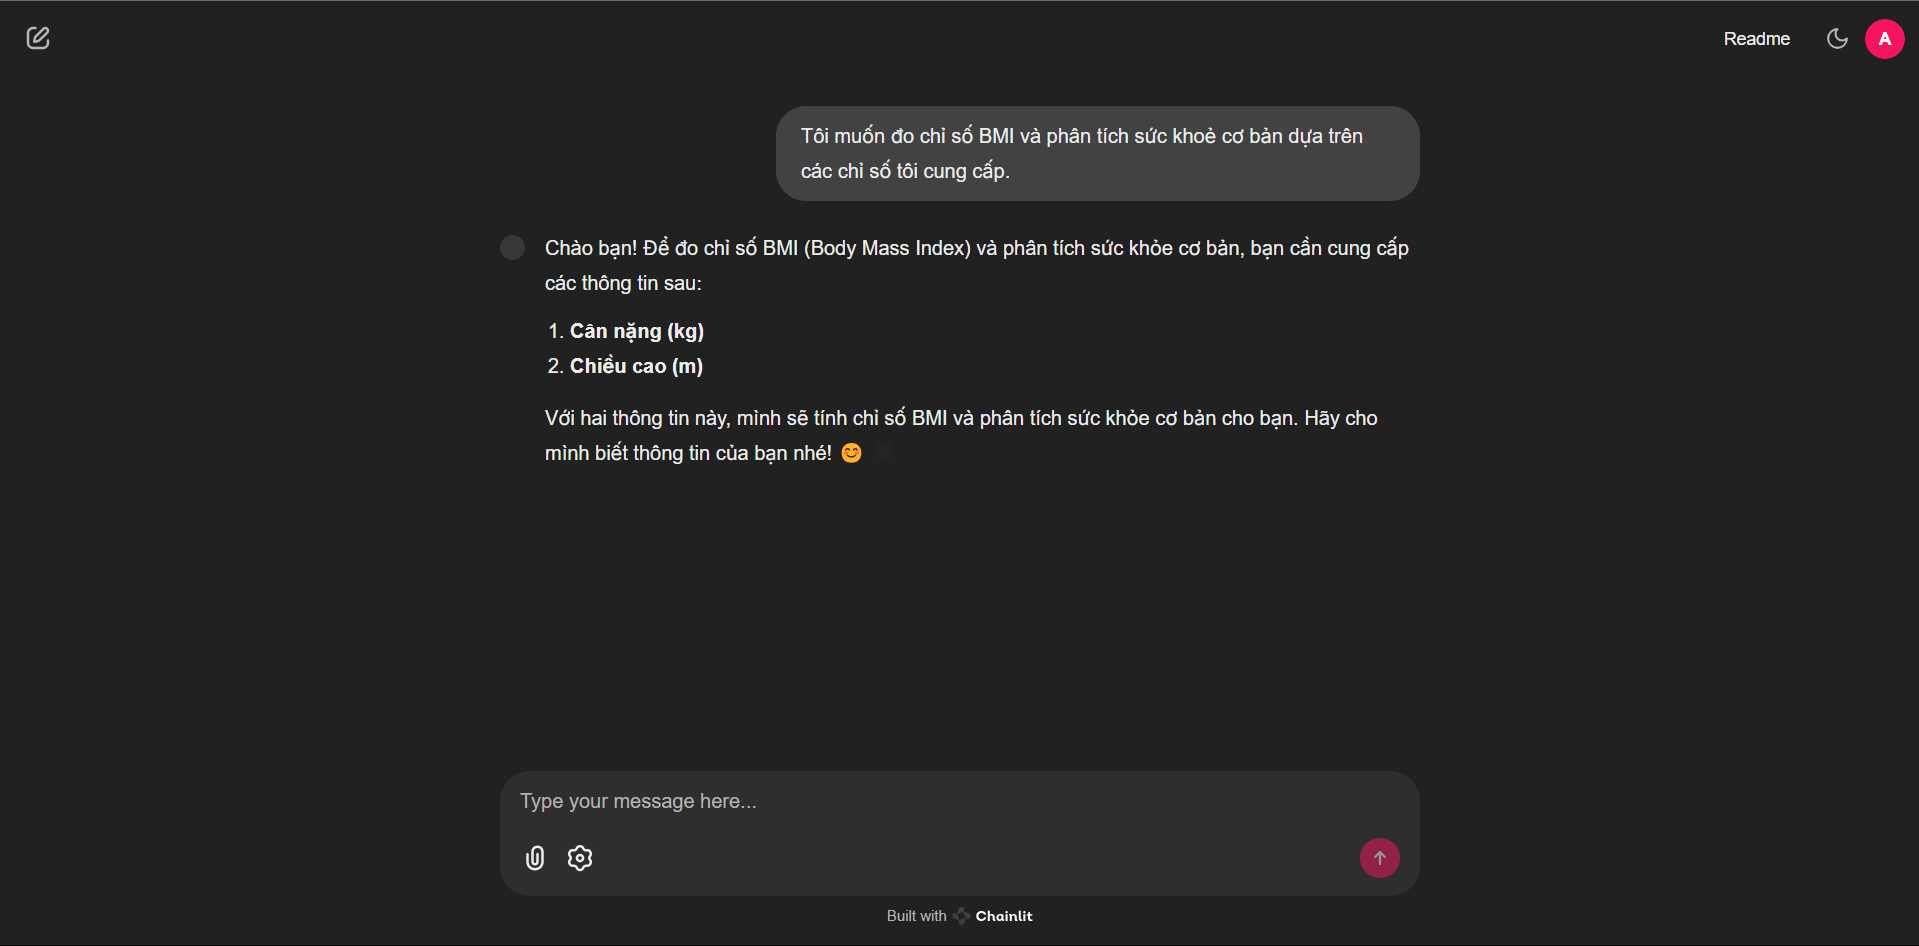 Readme
A
Tôi muốn đo chỉ số BMI và phân tích sức khoẻ cơ bản dựa trên
các chỉ số tôi cung cấp.
Chào bạn! Để đo chỉ số BMI (Body Mass Index) và phân tích sức khỏe cơ bản, bạn cần cung cấp
các thông tin sau:
1. Cân nặng (kg)
2. Chiều cao (m)
Với hai thông tin này, mình sẽ tính chỉ số BMI và phân tích sức khỏe cơ bản cho bạn. Hãy cho
mình biết thông tin của bạn nhé! 😊
Type your message here...
Built with Chainlit